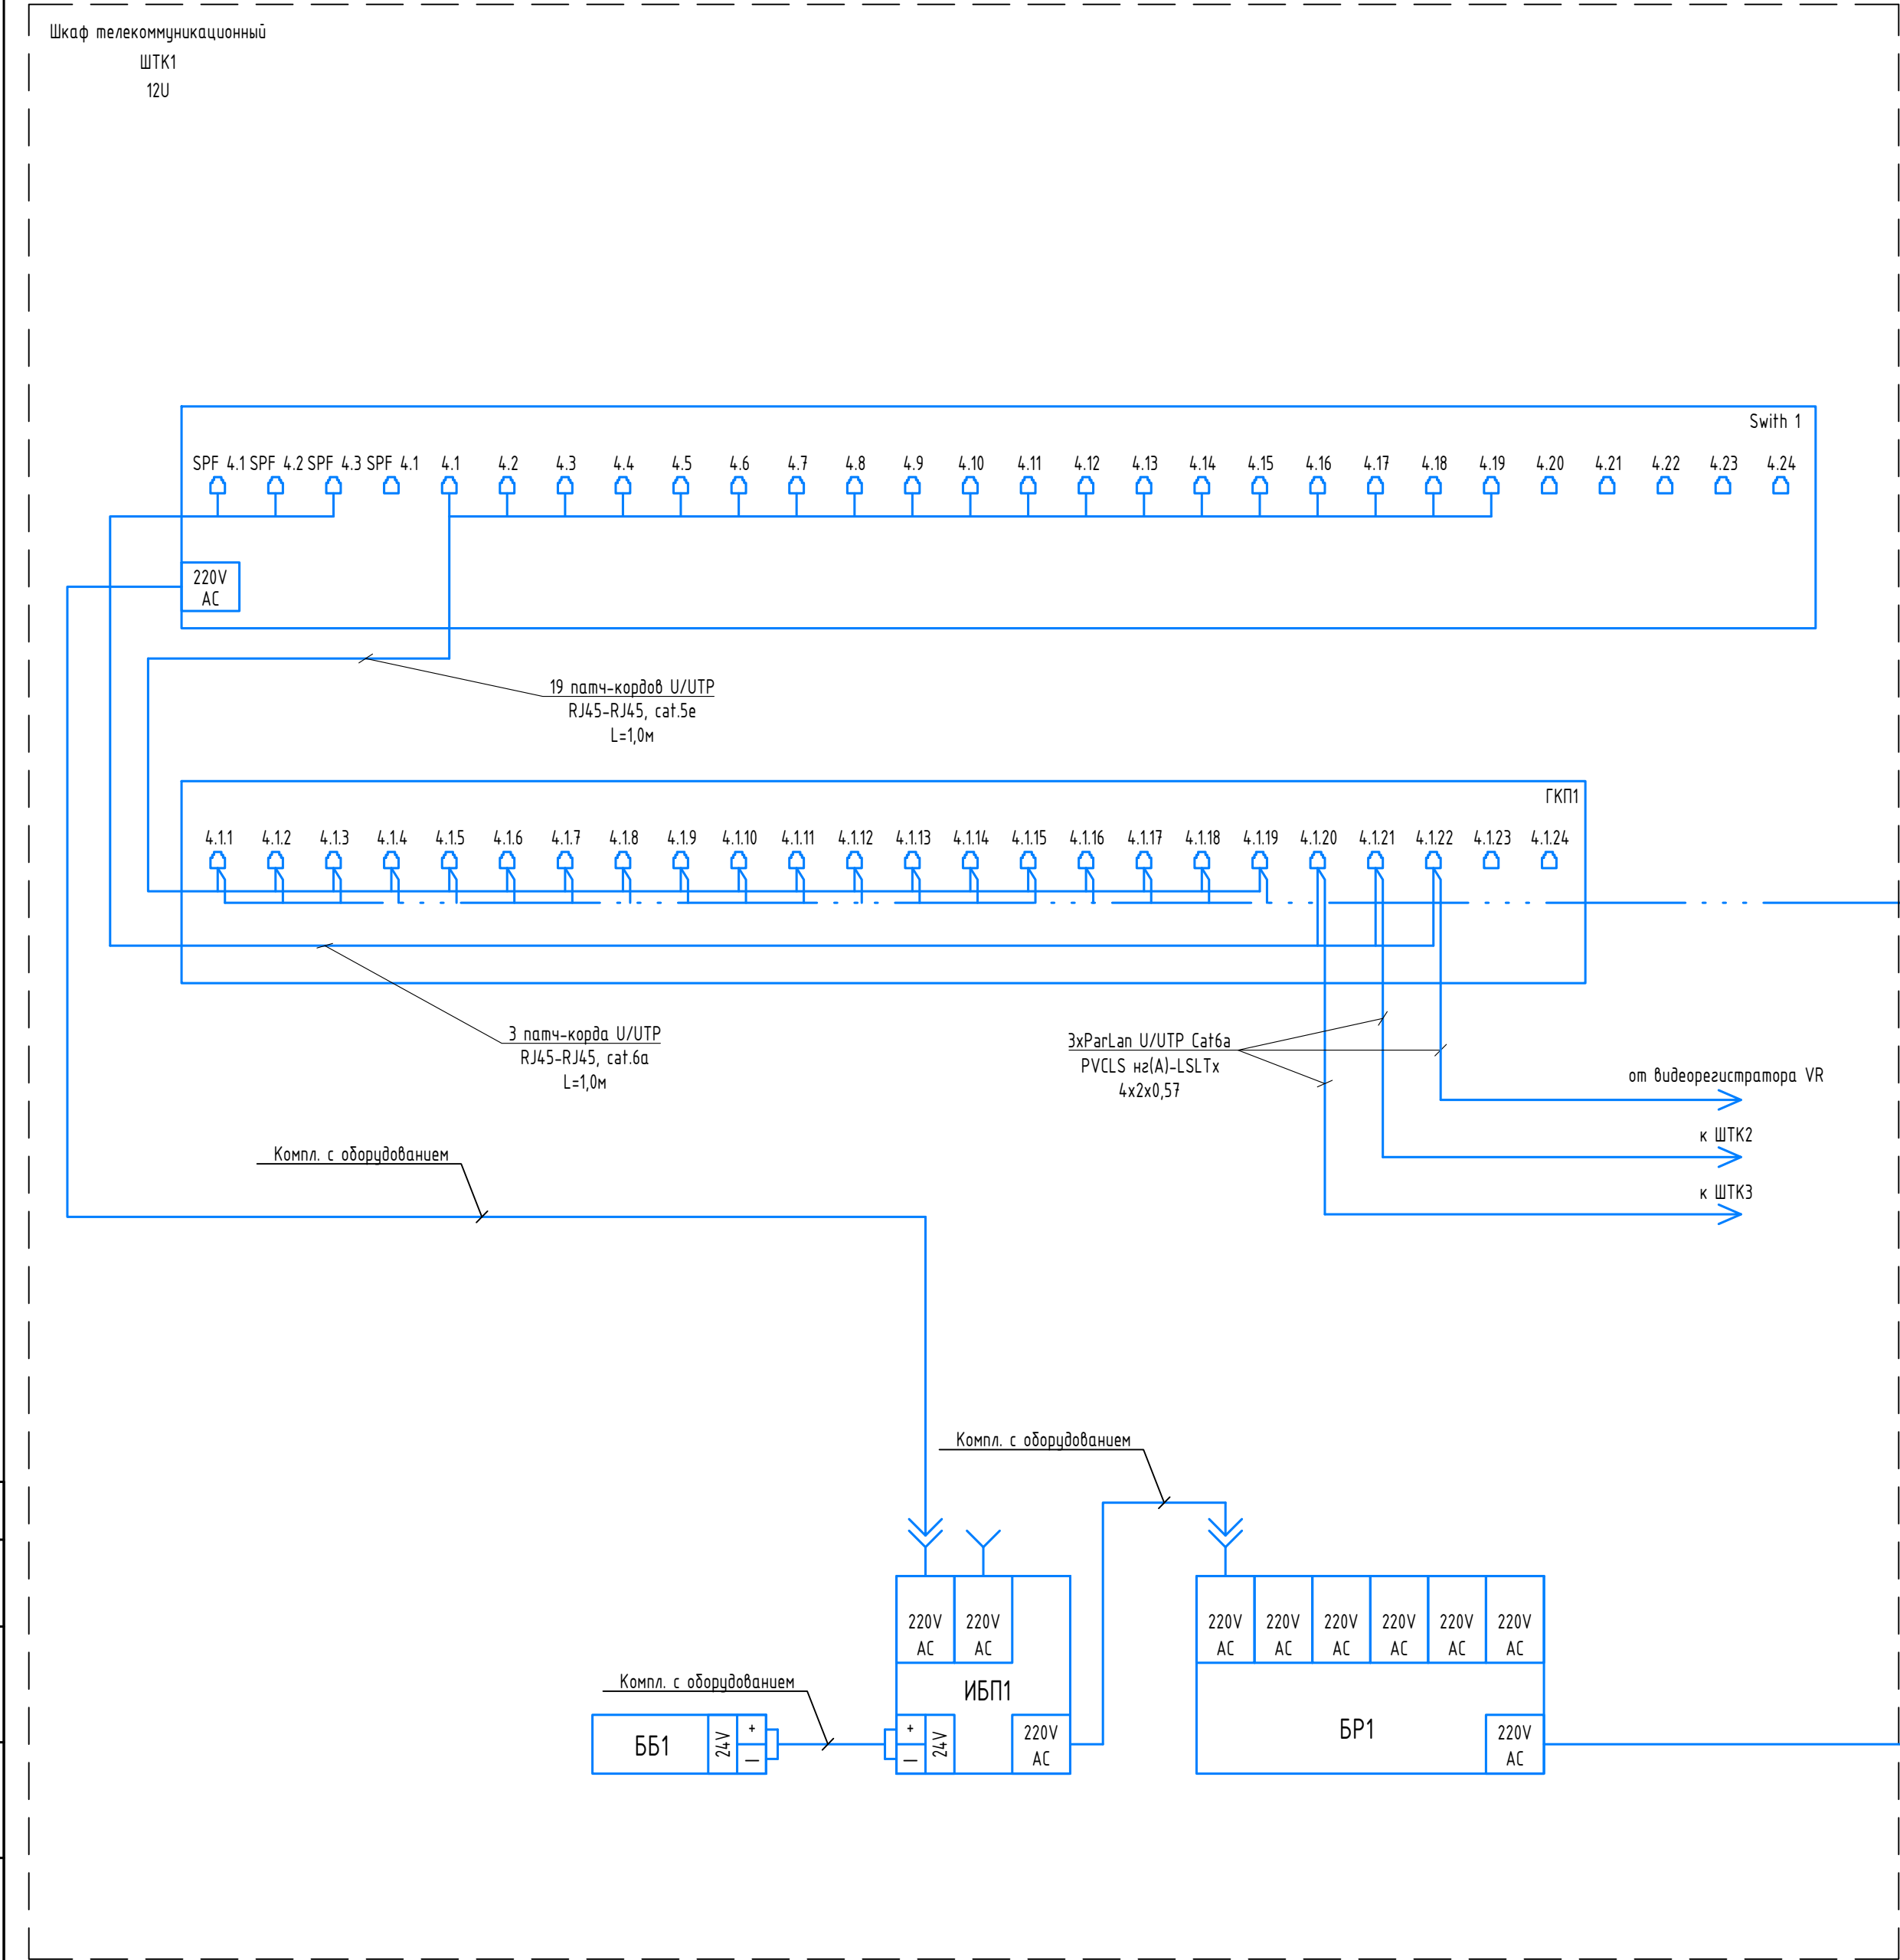 Шкаф телекоммуникационный
ШТК1
12U
Swith 1
SPF 4.1 SPF 4.2 SPF 4.3 SPF 4.1 4.1 4.2 4.3 4.4 4.5 4.6 4.7 4.8 4.9 4.10 4.11 4.12 4.13 4.14 4.15 4.16 4.17 4.18 4.19 4.20 4.21 4.22 4.23 4.24
220V
AC
19 патч-кордов U/UTP
RJ45-RJ45, cat.5e
L=1,0м
ГКП1
4.1.1 4.1.2 4.1.3 4.1.4 4.1.5 4.1.6 4.1.7 4.1.8 4.1.9 4.1.10 4.1.11 4.1.12 4.1.13 4.1.14 4.1.15 4.1.16 4.1.17 4.1.18 4.1.19 4.1.20 4.1.21 4.1.22 4.1.23 4.1.24
3 патч-корда U/UTP
RJ45-RJ45, cat.6a
L=1,0м
3xParLan U/UTP Cat6a
PVCLS нг(A)-LSLTx
4x2x0,57
от видеорегистратора VR
к ШТК2
к ШТК3
Компл. с оборудованием
Компл. с оборудованием
220V 220V
AC AC
220V 220V 220V 220V 220V 220V
AC AC AC AC AC AC
Компл. с оборудованием
ИБП1
ББ1
24V
+
—
+
—
24V
220V
AC
БР1
220V
AC